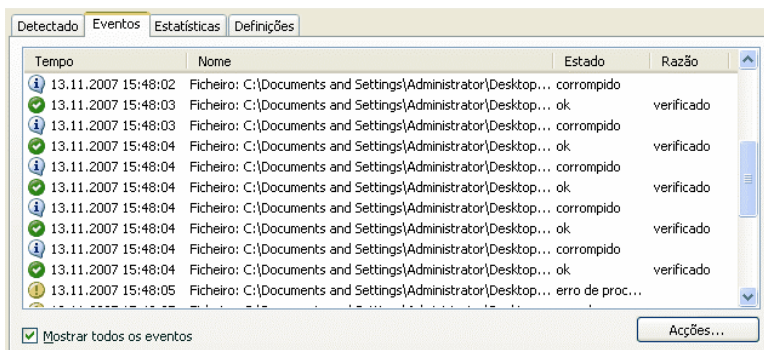 Detectado Eventos Estatísticas Definições
Tempo Nome Estado Razão
13.11.2007 15:48:02 Ficheiro: C:\Documents and Settings\Administrator\Desktop... corrompido
13.11.2007 15:48:03 Ficheiro: C:\Documents and Settings\Administrator\Desktop... ok verificado
13.11.2007 15:48:03 Ficheiro: C:\Documents and Settings\Administrator\Desktop... corrompido
13.11.2007 15:48:04 Ficheiro: C:\Documents and Settings\Administrator\Desktop... ok verificado
13.11.2007 15:48:04 Ficheiro: C:\Documents and Settings\Administrator\Desktop... corrompido
13.11.2007 15:48:04 Ficheiro: C:\Documents and Settings\Administrator\Desktop... ok verificado
13.11.2007 15:48:04 Ficheiro: C:\Documents and Settings\Administrator\Desktop... corrompido
13.11.2007 15:48:04 Ficheiro: C:\Documents and Settings\Administrator\Desktop... ok verificado
13.11.2007 15:48:04 Ficheiro: C:\Documents and Settings\Administrator\Desktop... corrompido
13.11.2007 15:48:04 Ficheiro: C:\Documents and Settings\Administrator\Desktop... ok verificado
13.11.2007 15:48:05 Ficheiro: C:\Documents and Settings\Administrator\Desktop... erro de proc...
Mostrar todos os eventos
Acções...